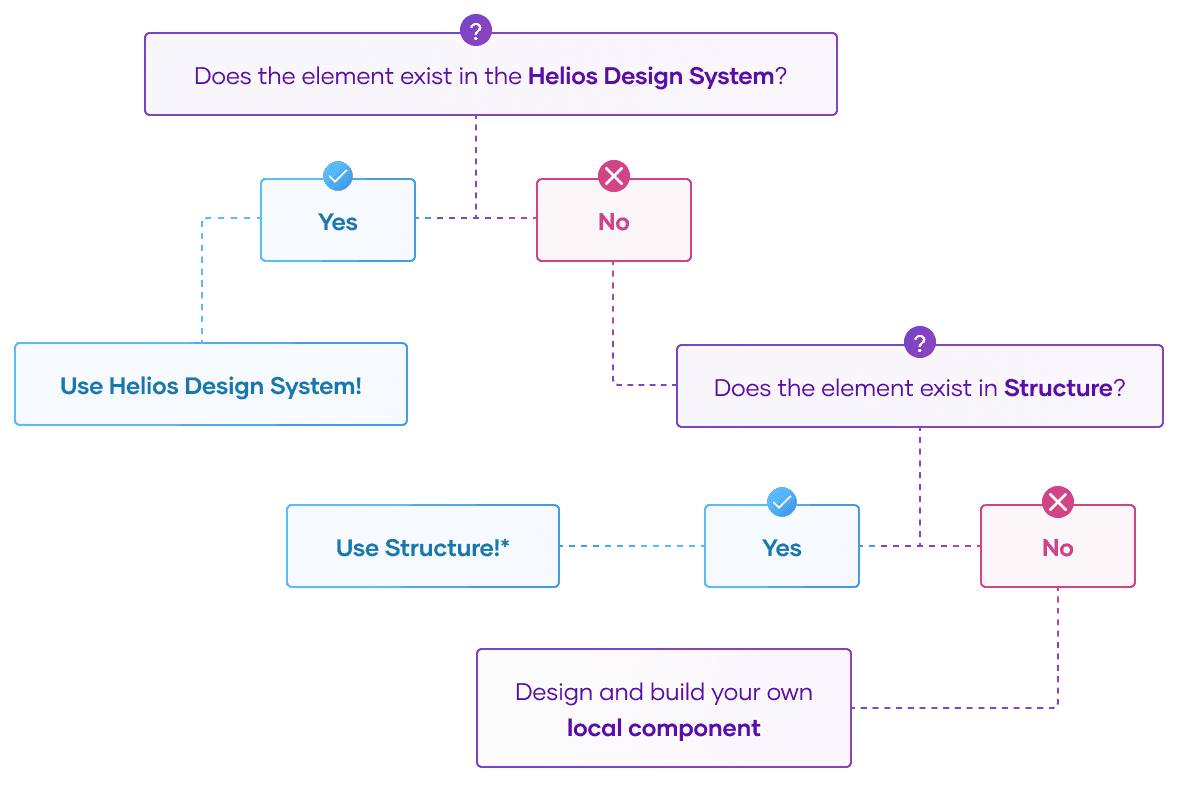 ?
Does the element exist in the Helios Design System?
Yes
No
Use Helios Design System!
?
Does the element exist in Structure?
Use Structure!*
Yes
No
Design and build your own
local component